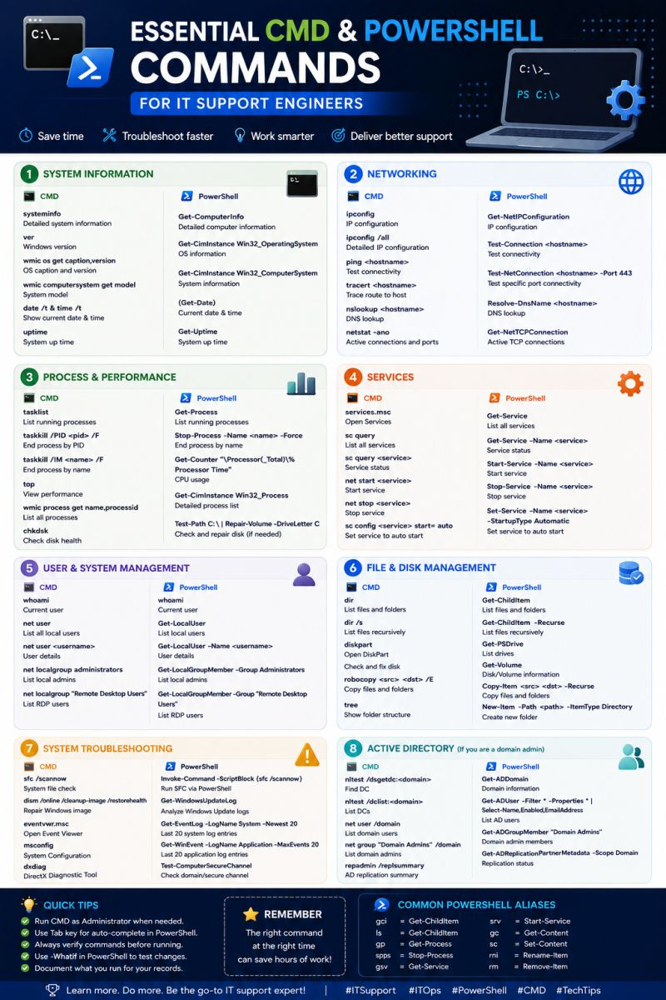 C:\_
ESSENTIAL CMD & POWERSHELL
COMMANDS
FOR IT SUPPORT ENGINEERS
C:\>_
PS C:\>
Save time
Troubleshoot faster
Work smarter
Deliver better support
1 SYSTEM INFORMATION
CMD
systeminfo
Detailed system information
ver
Windows version
wmic os get caption,version
OS caption and version
wmic computersystem get model
System model
date /t & time /t
Show current date & time
uptime
System up time
PowerShell
Get-ComputerInfo
Detailed computer information
Get-CimInstance Win32_OperatingSystem
OS information
Get-CimInstance Win32_ComputerSystem
System information
(Get-Date)
Current date & time
Get-Uptime
System up time
2 NETWORKING
CMD
ipconfig
IP configuration
ipconfig /all
Detailed IP configuration
ping <hostname>
Test connectivity
tracert <hostname>
Trace route to host
nslookup <hostname>
DNS lookup
netstat -ano
Active connections and ports
PowerShell
Get-NetIPConfiguration
IP configuration
Test-Connection <hostname>
Test connectivity
Test-NetConnection <hostname> -Port 443
Test specific port connectivity
Resolve-DnsName <hostname>
DNS lookup
Get-NetTCPConnection
Active TCP connections
3 PROCESS & PERFORMANCE
CMD
tasklist
List running processes
taskkill /PID <pid> /F
End process by PID
taskkill /IM <name> /F
End process by name
top
View performance
wmic process get name,processid
List all processes
chkdsk
Check disk health
PowerShell
Get-Process
List running processes
Stop-Process -Name <name> -Force
End process by name
Get-Counter "\Processor(_Total)\%
Processor Time"
CPU usage
Get-CimInstance Win32_Process
Detailed process list
Test-Path C:\ | Repair-Volume -DriveLetter C
Check and repair disk (if needed)
4 SERVICES
CMD
services.msc
Open Services
sc query
List all services
sc query <service>
Service status
net start <service>
Start service
net stop <service>
Stop service
sc config <service> start= auto
Set service to auto start
PowerShell
Get-Service
List all services
Get-Service -Name <service>
Service status
Start-Service -Name <service>
Start service
Stop-Service -Name <service>
Stop service
Set-Service -Name <service>
-StartupType Automatic
Set service to auto start
5 USER & SYSTEM MANAGEMENT
CMD
whoami
Current user
net user
List all local users
net user <username>
User details
net localgroup administrators
List local admins
net localgroup "Remote Desktop Users"
List RDP users
PowerShell
whoami
Current user
Get-LocalUser
List local users
Get-LocalUser -Name <username>
User details
Get-LocalGroupMember -Group Administrators
List local admins
Get-LocalGroupMember -Group "Remote Desktop
Users"
List RDP users
6 FILE & DISK MANAGEMENT
CMD
dir
List files and folders
dir /s
List files recursively
diskpart
Open DiskPart
Check and fix disk
robocopy <src> <dst> /E
Copy files and folders
tree
Show folder structure
PowerShell
Get-ChildItem
List files and folders
Get-ChildItem -Recurse
List files recursively
Get-PSDrive
List drives
Get-Volume
Disk/Volume information
Copy-Item <src> <dst> -Recurse
Copy files and folders
New-Item -Path <path> -ItemType Directory
Create new folder
7 SYSTEM TROUBLESHOOTING
CMD
sfc /scannow
System file check
dism /online /cleanup-image /restorehealth
Repair Windows image
eventvwr.msc
Open Event Viewer
msconfig
System Configuration
dxdiag
DirectX Diagnostic Tool
PowerShell
Invoke-Command -ScriptBlock {sfc /scannow}
Run SFC via PowerShell
Get-WindowsUpdateLog
Analyze Windows Update logs
Get-EventLog -LogName System -Newest 20
Last 20 system log entries
Get-WinEvent -LogName Application -MaxEvents 20
Last 20 application log entries
Test-ComputerSecureChannel
Check domain/secure channel
8 ACTIVE DIRECTORY (If you are a domain admin)
CMD
nltest /dsgetdc:<domain>
Find DC
nltest /dclist:<domain>
List DCs
net user /domain
List domain users
net group "Domain Admins" /domain
List domain admins
repadmin /replsummary
AD replication summary
PowerShell
Get-ADDomain
Domain information
Get-ADUser -Filter * -Properties * |
Select-Name,Enabled,EmailAddress
List AD users
Get-ADGroupMember "Domain Admins"
Domain admin members
Get-ADReplicationPartnerMetadata -Scope Domain
Replication status
QUICK TIPS
Run CMD as Administrator when needed.
Use Tab key for auto-complete in PowerShell.
Always verify commands before running.
Use -WhatIf in PowerShell to test changes.
Document what you run for your records.
REMEMBER
The right command
at the right time
can save hours of work!
COMMON POWERSHELL ALIASES
gci = Get-ChildItem
ls = Get-ChildItem
gp = Get-Process
spps = Stop-Process
gsv = Get-Service
srv = Start-Service
gc = Get-Content
sc = Set-Content
rni = Rename-Item
rm = Remove-Item
Learn more. Do more. Be the go-to IT support expert! | #ITSupport #ITOps #PowerShell #CMD #TechTips